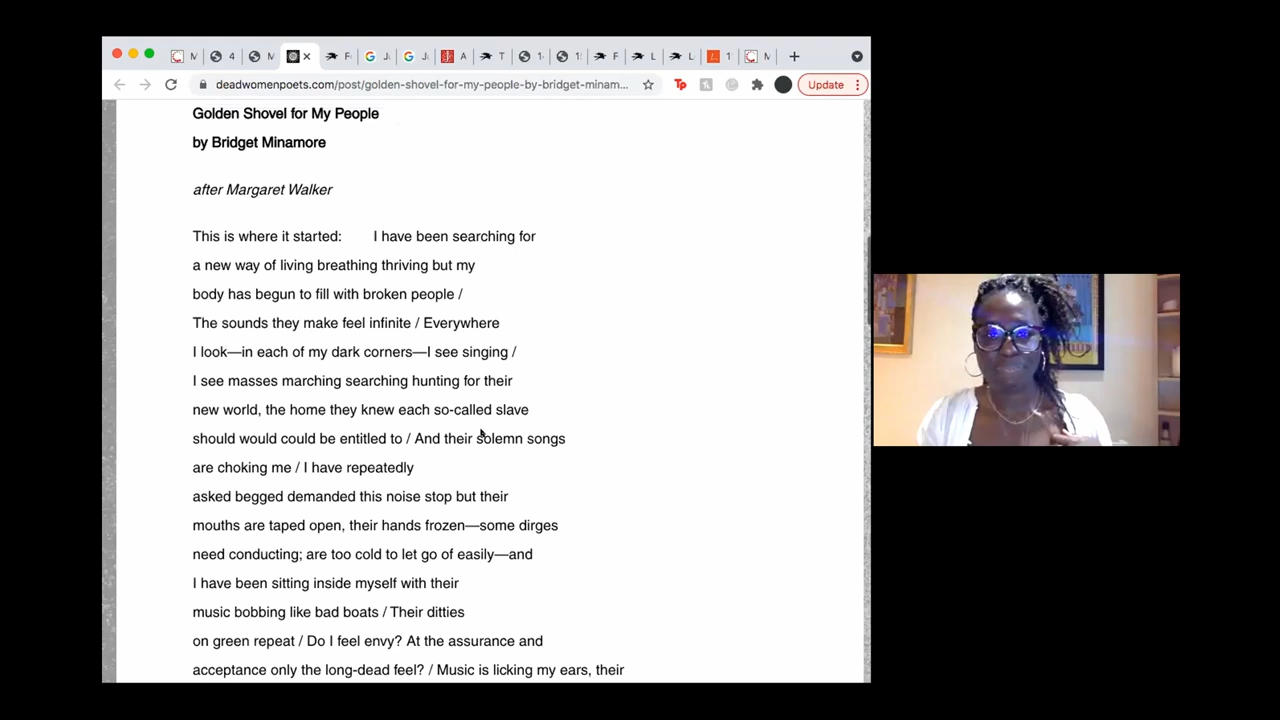 M
4
M
F
J
J
A
T
1
1
F
L
L
1
M
deadwomenpoets.com/post/golden-shovel-for-my-people-by-bridget-minam...
Update
Golden Shovel for My People
by Bridget Minamore
after Margaret Walker
This is where it started: I have been searching for
a new way of living breathing thriving but my
body has begun to fill with broken people /
The sounds they make feel infinite / Everywhere
I look—in each of my dark corners—I see singing /
I see masses marching searching hunting for their
new world, the home they knew each so-called slave
should would could be entitled to / And their solemn songs
are choking me / I have repeatedly
asked begged demanded this noise stop but their
mouths are taped open, their hands frozen—some dirges
need conducting; are too cold to let go of easily—and
I have been sitting inside myself with their
music bobbing like bad boats / Their ditties
on green repeat / Do I feel envy? At the assurance and
acceptance only the long-dead feel? / Music is licking my ears, their